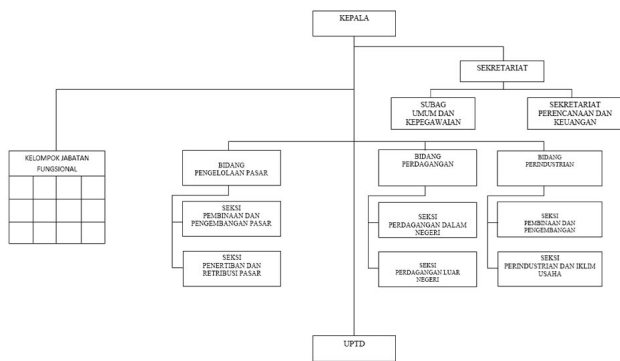 KEPALA
SEKRETARIAT
SUBAG
UMUM DAN
KEPEGAWAIAN
SEKRETARIAT
PERENCANAAN DAN
KEUANGAN
KELOMPOK JABATAN
FUNGSIONAL
BIDANG
PENGELOLAAN PASAR
BIDANG
PERDAGANGAN
BIDANG
PERINDUSTRIAN
SEKSI
PEMBINAAN DAN
PENGEMBANGAN PASAR
SEKSI
PERDAGANGAN DALAM
NEGERI
SEKSI
PEMBINAAN DAN
PENGEMBANGAN
SEKSI
PENERTIBAN DAN
RETRIBUSI PASAR
SEKSI
PERDAGANGAN LUAR
NEGERI
SEKSI
PERINDUSTRIAN DAN IKLIM
USAHA
UPTD